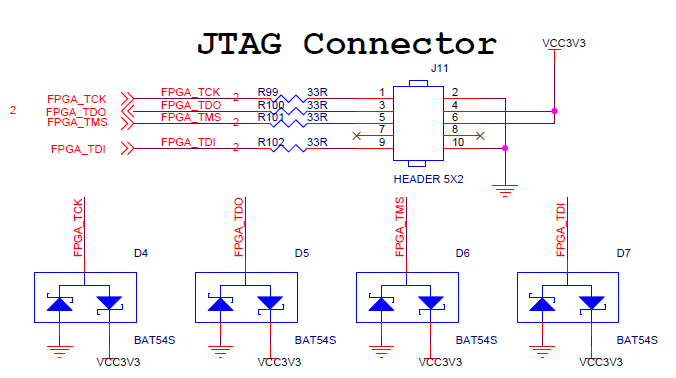 JTAG Connector
VCC3V3
J11
FPGA_TCK FPGA_TCK 2 R99 33R 1 2
2 FPGA_TDO FPGA_TDO R100 33R 3 4
FPGA_TMS FPGA_TMS 2 R101 33R 5 6
7 8
FPGA_TDI FPGA_TDI 2 R102 33R 9 10
HEADER 5X2
FPGA_TCK FPGA_TDO FPGA_TMS FPGA_TDI
D4 D5 D6 D7
BAT54S BAT54S BAT54S BAT54S
VCC3V3 VCC3V3 VCC3V3 VCC3V3